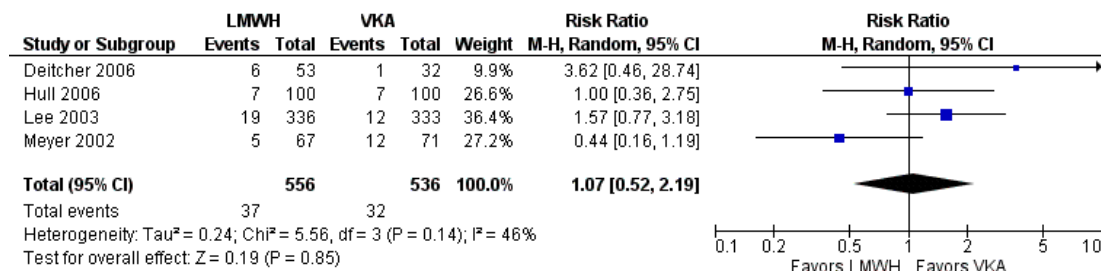 LMWH VKA Risk Ratio Risk Ratio
Study or Subgroup Events Total Events Total Weight M-H, Random, 95% CI M-H, Random, 95% CI
Deitcher 2006 6 53 1 32 9.9% 3.62 [0.46, 28.74]
Hull 2006 7 100 7 100 26.6% 1.00 [0.36, 2.75]
Lee 2003 19 336 12 333 36.4% 1.57 [0.77, 3.18]
Meyer 2002 5 67 12 71 27.2% 0.44 [0.16, 1.19]
Total (95% CI) 556 536 100.0% 1.07 [0.52, 2.19]
Total events 37 32
Heterogeneity: Tau² = 0.24; Chi² = 5.56, df = 3 (P = 0.14); I² = 46%
Test for overall effect: Z = 0.19 (P = 0.85)
0.1 0.2 0.5 1 2 5 10
Favors LMWH Favors VKA